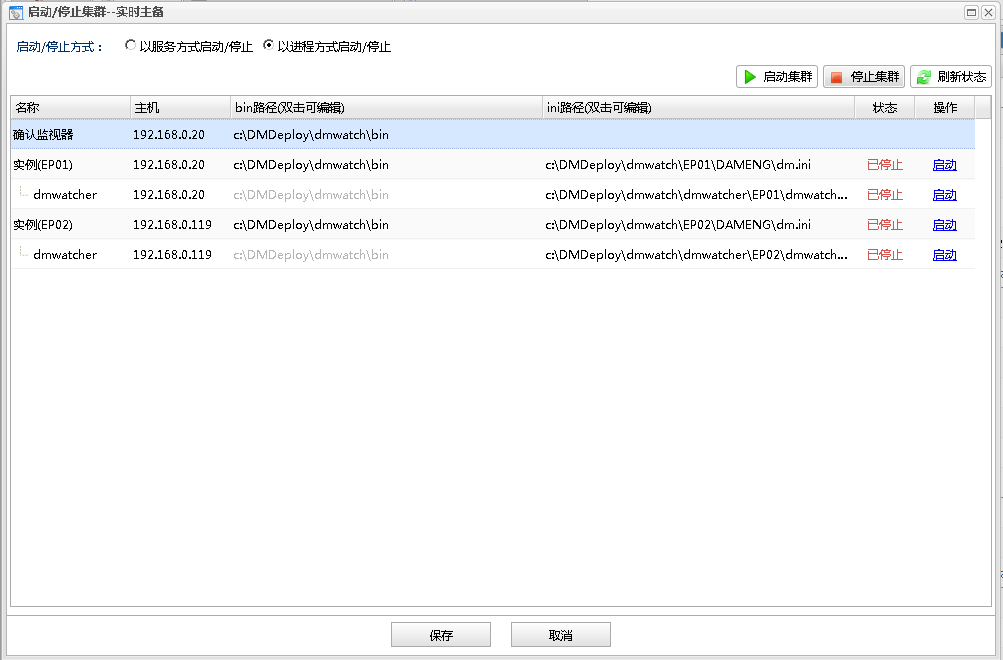 启动/停止集群--实时主备
启动/停止方式： 以服务方式启动/停止 以进程方式启动/停止
启动集群 停止集群 刷新状态
名称 主机 bin路径(双击可编辑) ini路径(双击可编辑) 状态 操作
确认监视器 192.168.0.20 c:\DMDeploy\dmwatch\bin
实例(EP01) 192.168.0.20 c:\DMDeploy\dmwatch\bin c:\DMDeploy\dmwatch\EP01\DAMENG\dm.ini 已停止 启动
dmwatcher 192.168.0.20 c:\DMDeploy\dmwatch\bin c:\DMDeploy\dmwatch\dmwatcher\EP01\dmwatch... 已停止 启动
实例(EP02) 192.168.0.119 c:\DMDeploy\dmwatch\bin c:\DMDeploy\dmwatch\EP02\DAMENG\dm.ini 已停止 启动
dmwatcher 192.168.0.119 c:\DMDeploy\dmwatch\bin c:\DMDeploy\dmwatch\dmwatcher\EP02\dmwatch... 已停止 启动
保存 取消